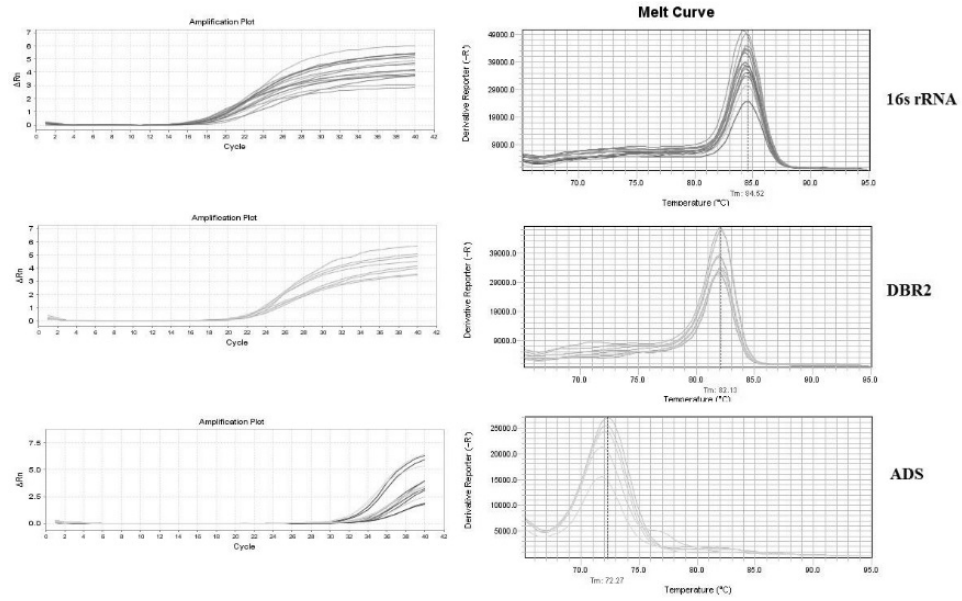 Melt Curve
Amplification Plot
ΔRn
7
6
5
4
3
2
1
0
0 2 4 6 8 10 12 14 16 18 20 22 24 26 28 30 32 34 36 38 40 42
Cycle
Derivative Reporter (-R')
49000.0
39000.0
29000.0
19000.0
9000.0
70.0 75.0 80.0 85.0 90.0 95.0
Tm: 84.52
Temperature (°C)
16s rRNA
Amplification Plot
ΔRn
7
6
5
4
3
2
1
0
0 2 4 6 8 10 12 14 16 18 20 22 24 26 28 30 32 34 36 38 40 42
Cycle
Derivative Reporter (-R')
39000.0
29000.0
19000.0
9000.0
70.0 75.0 80.0 85.0 90.0 95.0
Tm: 82.13
Temperature (°C)
DBR2
Amplification Plot
ΔRn
7.5
5.0
2.5
0.0
0 2 4 6 8 10 12 14 16 18 20 22 24 26 28 30 32 34 36 38 40 42
Cycle
Derivative Reporter (-R')
25000.0
20000.0
15000.0
10000.0
5000.0
70.0 75.0 80.0 85.0 90.0 95.0
Tm: 72.27
Temperature (°C)
ADS